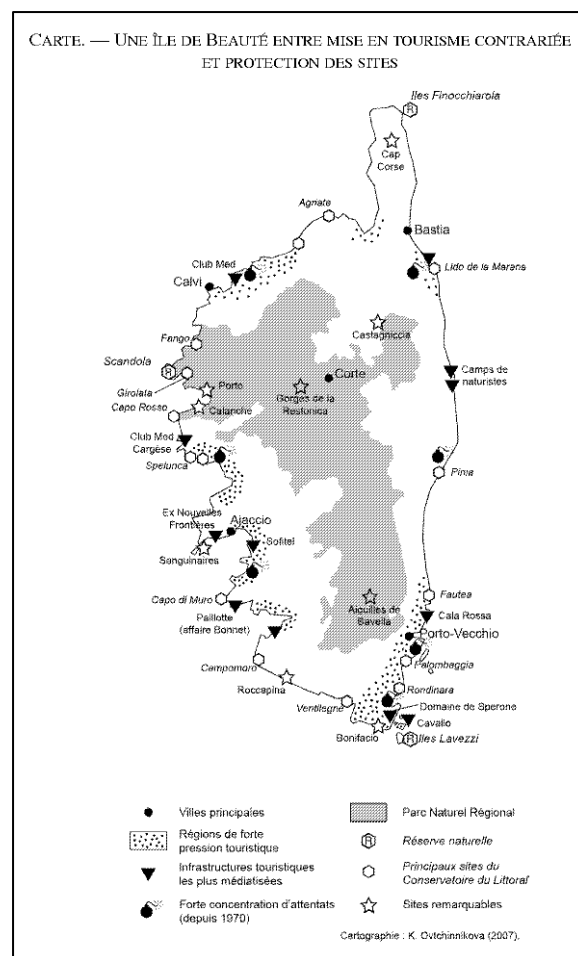 CARTE. — UNE ÎLE DE BEAUTÉ ENTRE MISE EN TOURISME CONTRARIÉE
ET PROTECTION DES SITES
Iles Finocchiarola
R
Cap
Corse
Agriate
Bastia
Club Med
Lido de la Marana
Calvi
Castagniccia
Fango
Scandola
R
Corte
Camps de
naturistes
Girolata
Porto
Gorges de la
Restonica
Capo Rosso
Calanche
Club Med
Cargèse
Spelunca
Pinia
Ex Nouvelles
Frontières
Ajaccio
Sofitel
Sanguinaires
Capo di Muro
Aiguilles de
Bavella
Fautea
Paillotte
(affaire Bonnet)
Cala Rossa
Porto-Vecchio
Campomoro
Palombaggia
Roccapina
Rondinara
Ventilegne
Domaine de Sperone
Cavallo
Bonifacio
R
Iles Lavezzi
Villes principales
Parc Naturel Régional
Régions de forte
pression touristique
R
Réserve naturelle
Infrastructures touristiques
les plus médiatisées
Principaux sites du
Conservatoire du Littoral
Forte concentration d'attentats
(depuis 1970)
Sites remarquables
Cartographie : K. Ovtchinnikova (2007).